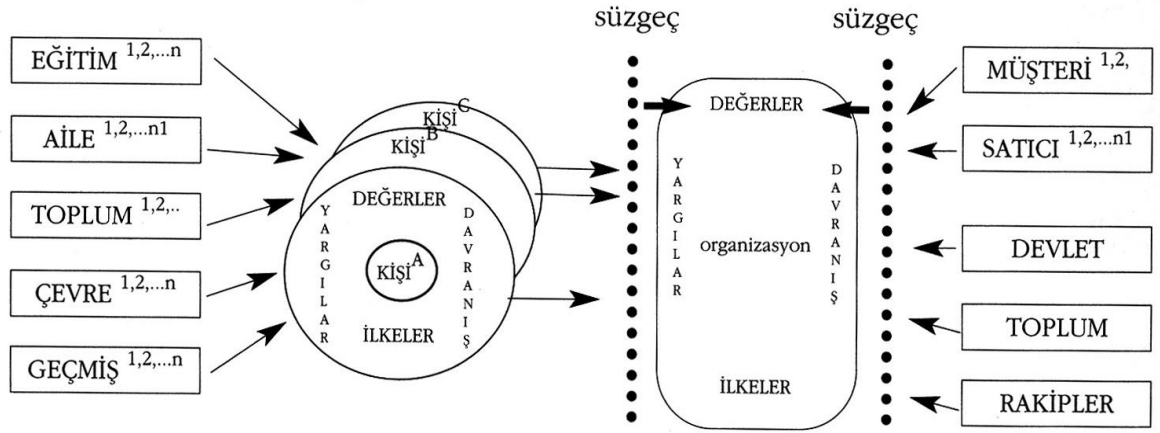 süzgeç
süzgeç
EĞİTİM 1,2,...n
AİLE 1,2,...n1
TOPLUM 1,2,..
ÇEVRE 1,2,...n
GEÇMİŞ 1,2,...n
KİŞİ C
KİŞİ B
DEĞERLER
YARGILAR
KİŞİ A
DAVRANIŞ
İLKELER
DEĞERLER
YARGILAR
organizasyon
DAVRANIŞ
İLKELER
MÜŞTERİ 1,2,
SATICI 1,2,...n1
DEVLET
TOPLUM
RAKİPLER